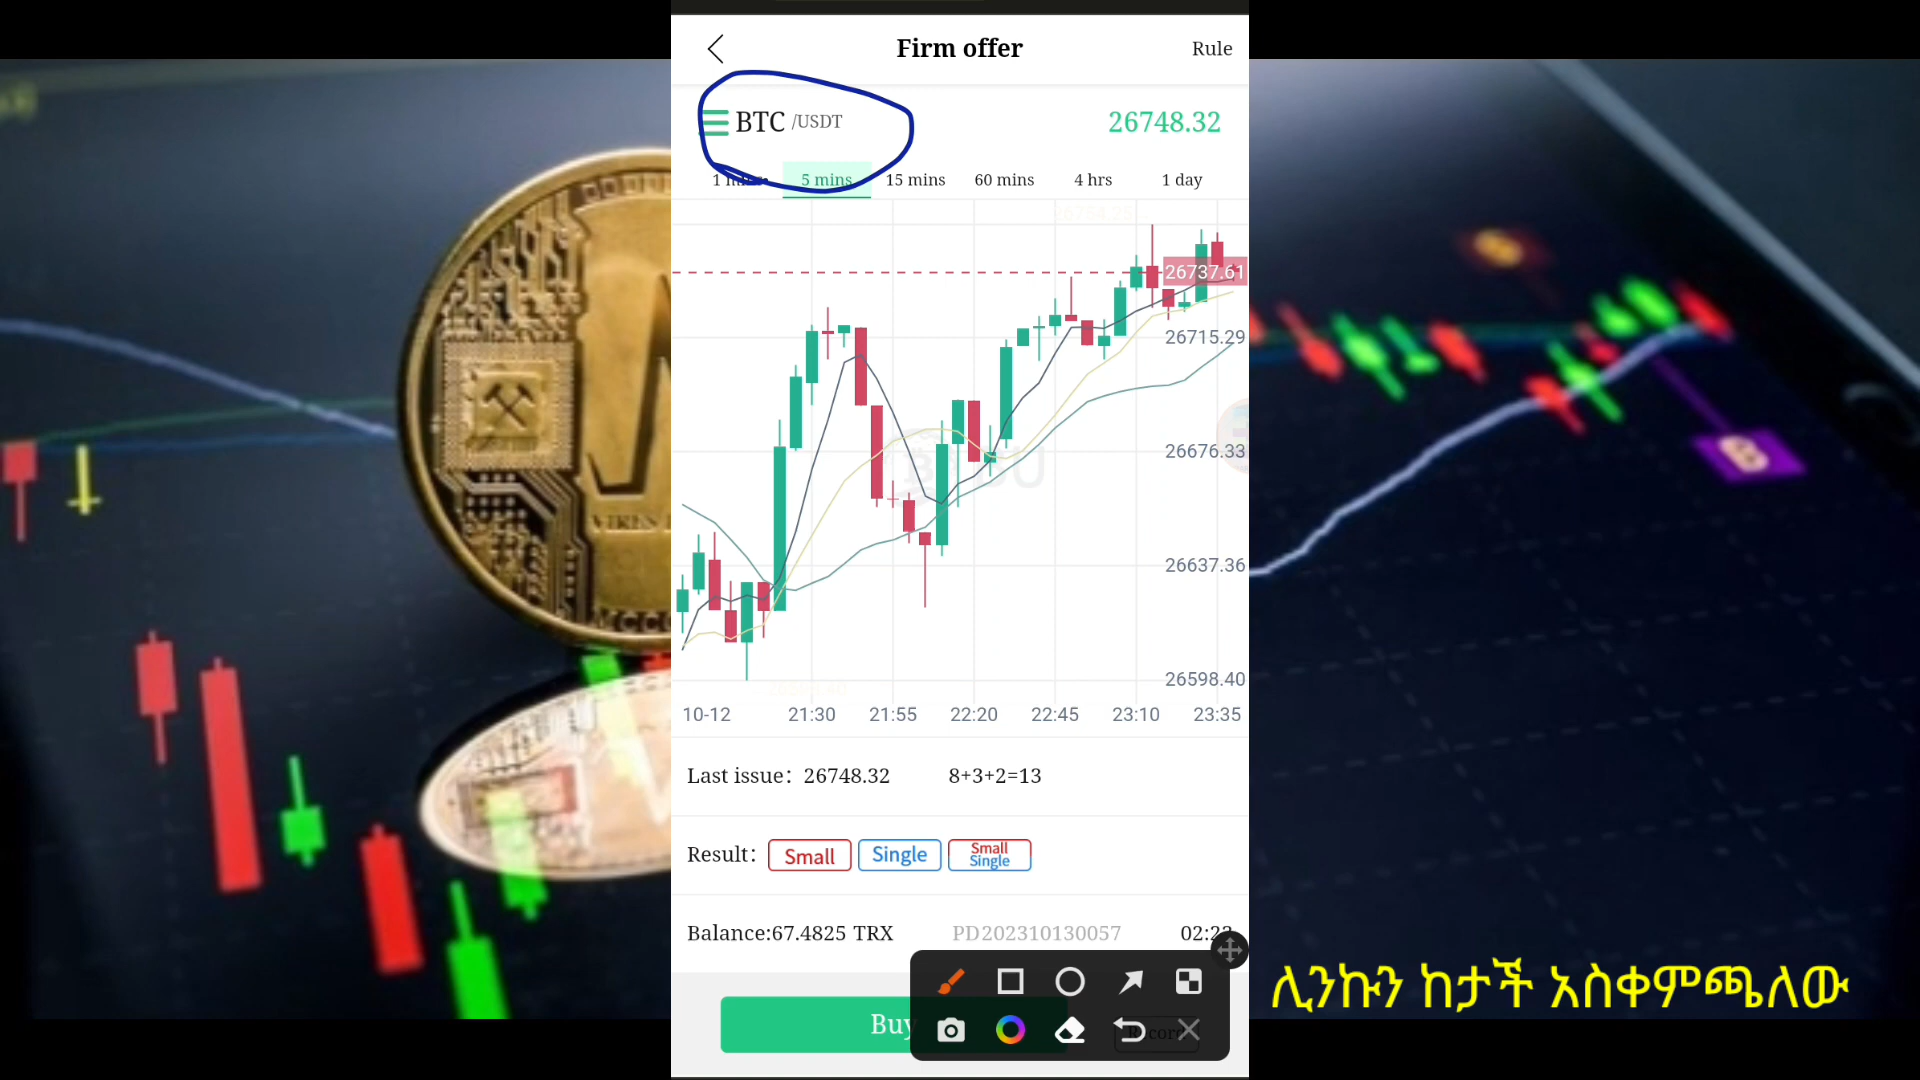 Firm offer
Rule
BTC /USDT
26748.32
5 mins
15 mins
60 mins
4 hrs
1 day
26737.61
26715.29
26676.33
26637.36
26598.40
10-12
21:30
21:55
22:20
22:45
23:10
23:35
Last issue: 26748.32
8+3+2=13
Result:
Small
Single
Small
Single
Balance:67.4825 TRX
PD202310130057
Buy
ሊንኩን ከታች አስቀምጫለው